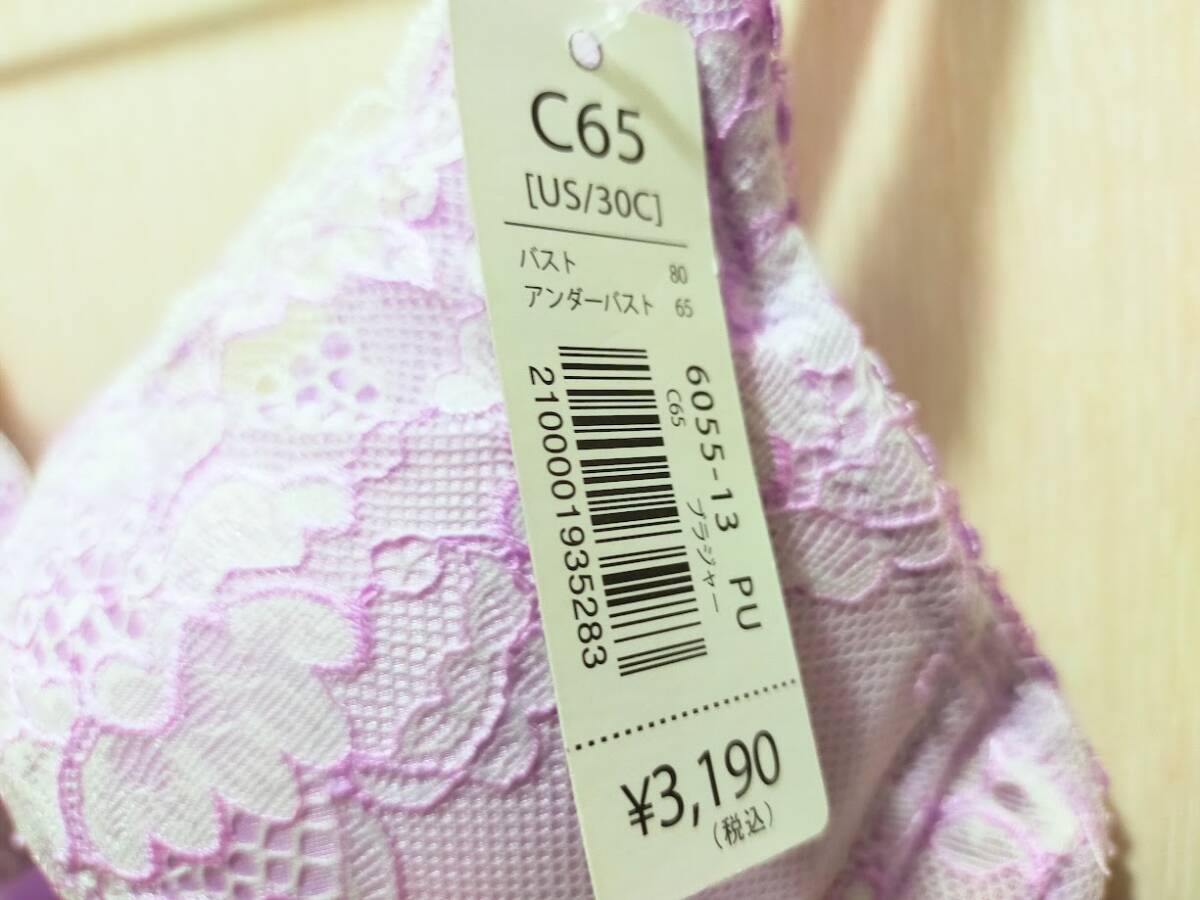 C65
[US/30C]
バスト 80
アンダーバスト 65
6055-13 PU
C65 ブラジャー
2100001935283
¥3,190
(税込)